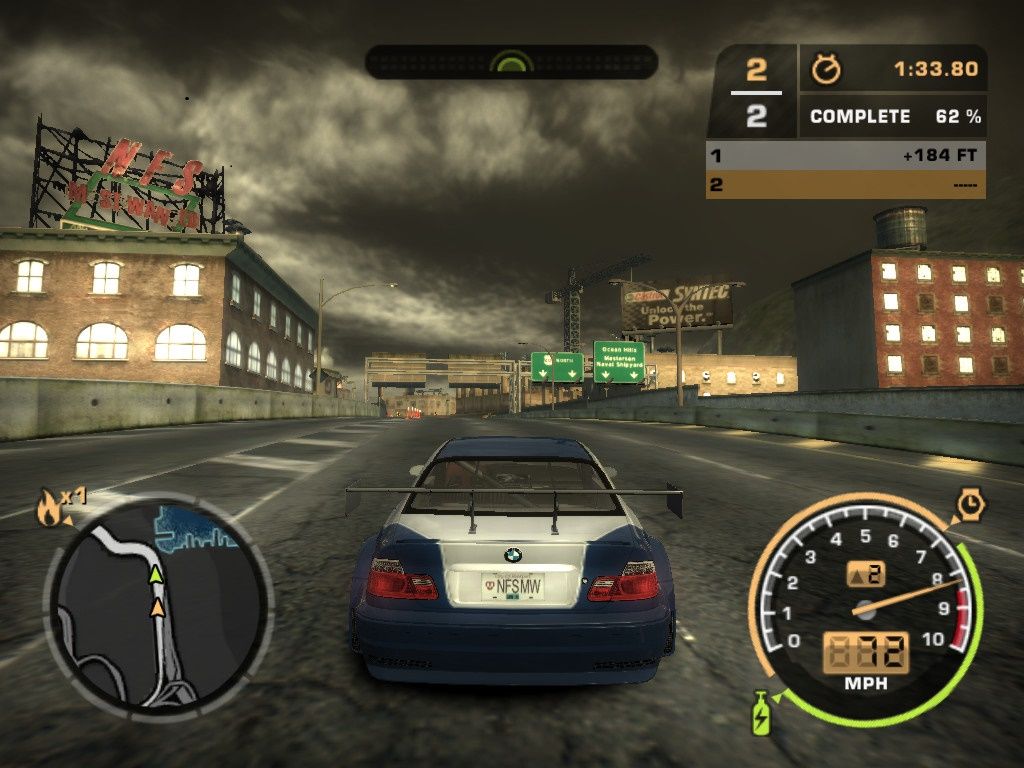 2
2
1:33.80
COMPLETE 62 %
1 +184 FT
2 -----
NFS
SYNTEC
Unlock the
Power.
NORTH
Ocean Hills
Masterson
Naval Shipyard
x1
NFSMW
0 1 2 3 4 5 6 7 8 9 10
2
72
MPH